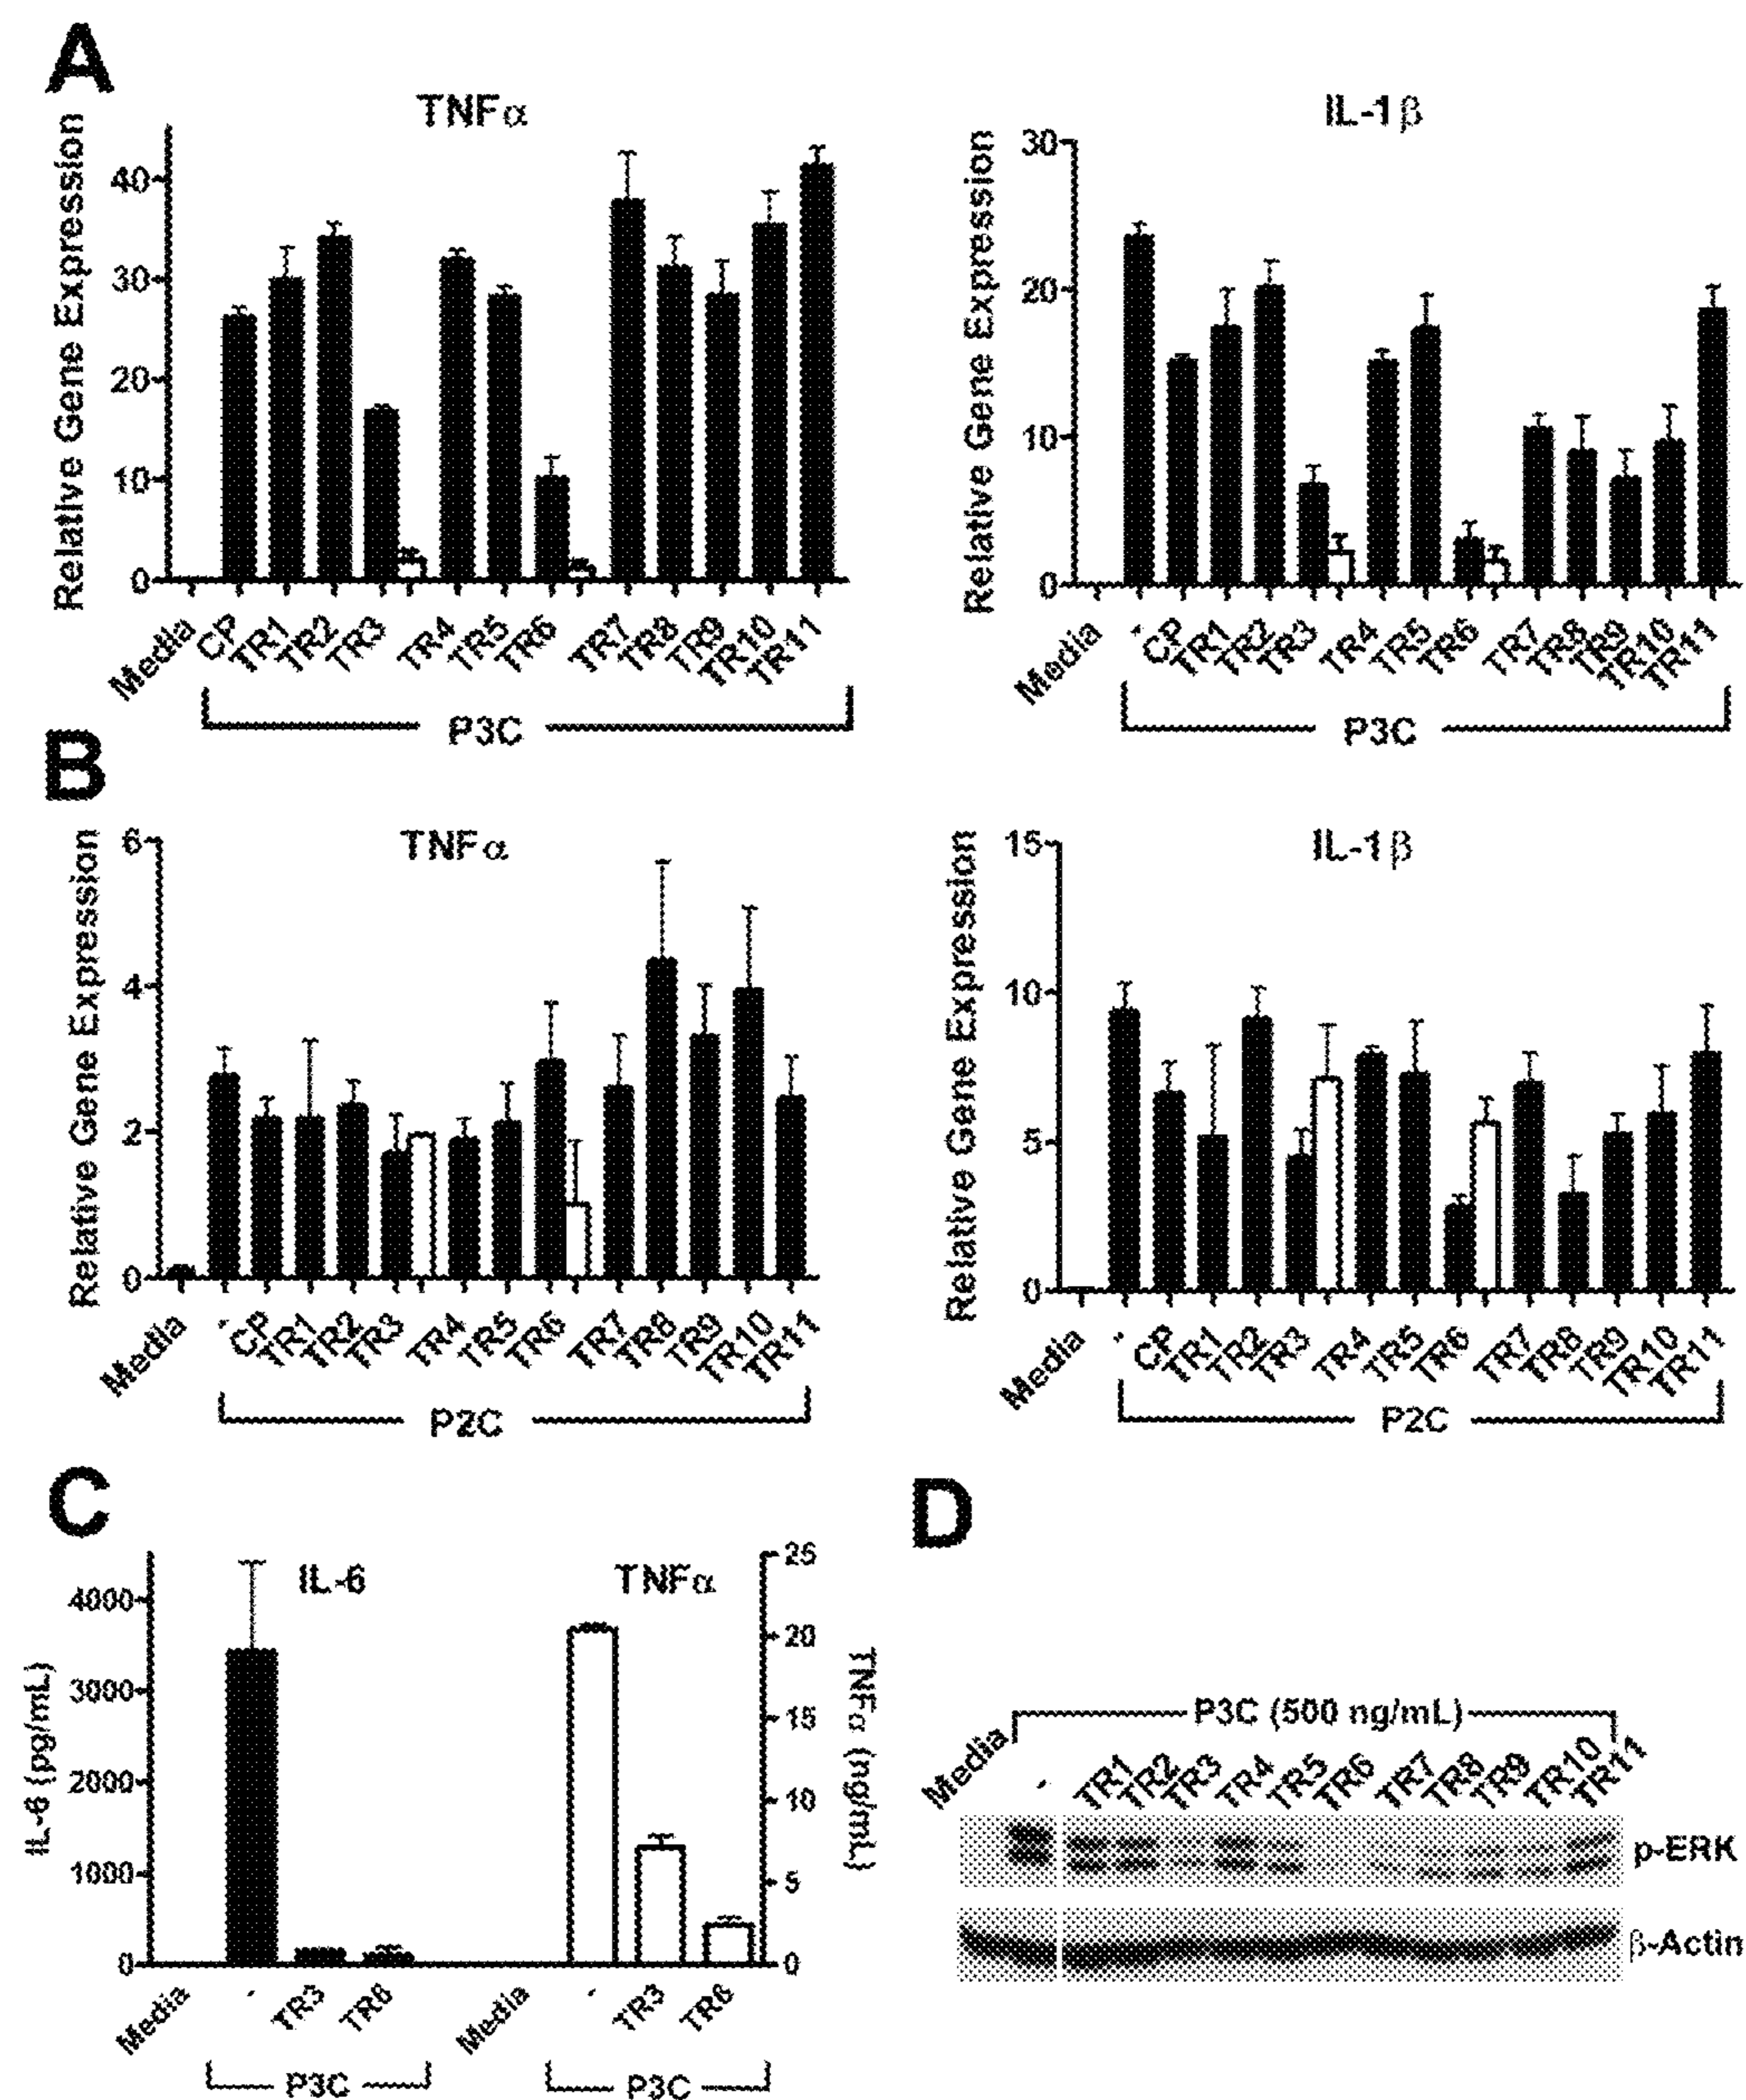 A
TNFα
Relative Gene Expression
40
30
20
10
0
Media CP TR1 TR2 TR3 TR4 TR5 TR6 TR7 TR8 TR9 TR10 TR11
P3C
IL-1β
Relative Gene Expression
30
20
10
0
Media - CP TR1 TR2 TR3 TR4 TR5 TR6 TR7 TR8 TR9 TR10 TR11
P3C
B
TNFα
Relative Gene Expression
6
4
2
0
Media - CP TR1 TR2 TR3 TR4 TR5 TR6 TR7 TR8 TR9 TR10 TR11
P2C
IL-1β
Relative Gene Expression
15
10
5
0
Media - CP TR1 TR2 TR3 TR4 TR5 TR6 TR7 TR8 TR9 TR10 TR11
P2C
C
IL-6
TNFα
IL-6 (pg/mL)
4000
3000
2000
1000
0
25
20
15
10
5
0
TNFα (ng/mL)
Media - TR3 TR6 Media - TR3 TR6
P3C P3C
D
P3C (500 ng/mL)
Media - TR1 TR2 TR3 TR4 TR5 TR6 TR7 TR8 TR9 TR10 TR11
p-ERK
β-Actin